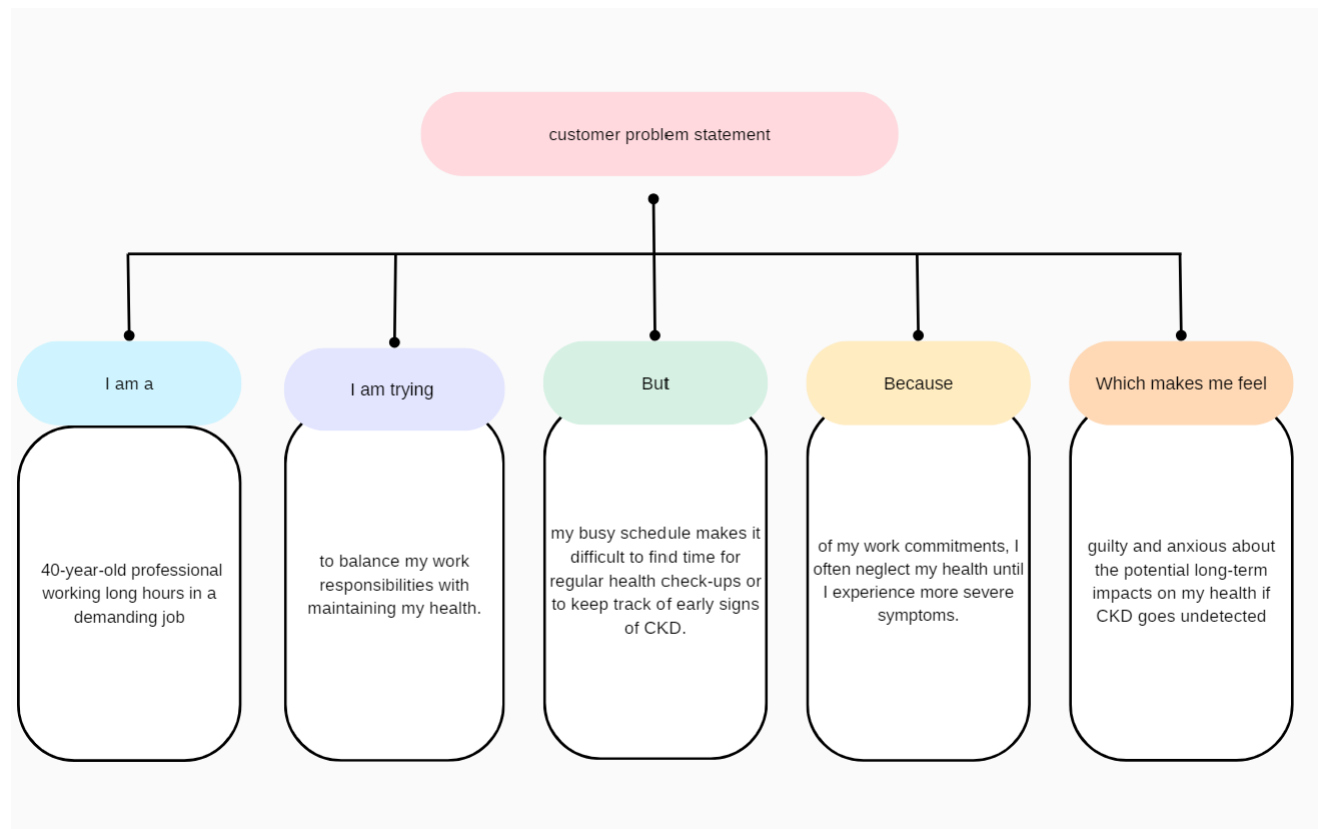 customer problem statement
I am a
I am trying
But
Because
Which makes me feel
40-year-old professional
working long hours in a
demanding job
to balance my work
responsibilities with
maintaining my health.
my busy schedule makes it
difficult to find time for
regular health check-ups or
to keep track of early signs
of CKD.
of my work commitments, I
often neglect my health until
I experience more severe
symptoms.
guilty and anxious about
the potential long-term
impacts on my health if
CKD goes undetected